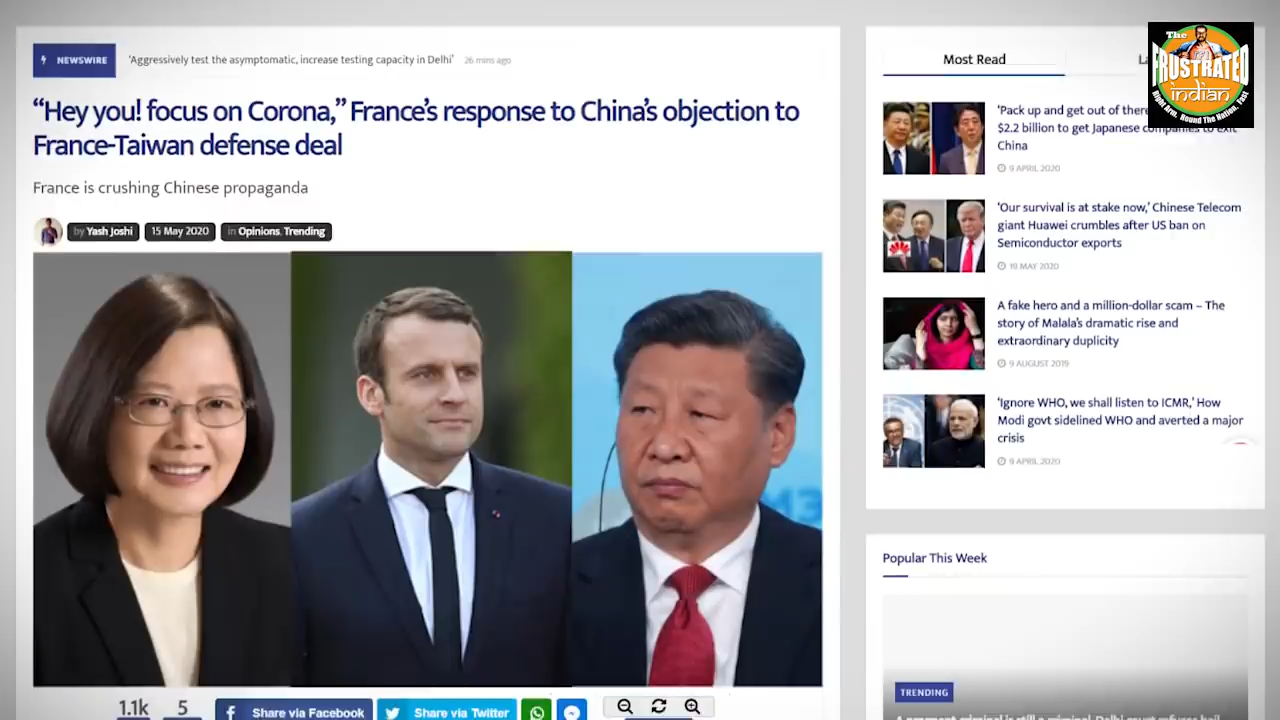 NEWSWIRE
‘Aggressively test the asymptomatic, increase testing capacity in Delhi’ 26 mins ago
“Hey you! focus on Corona,” France’s response to China’s objection to
France-Taiwan defense deal
France is crushing Chinese propaganda
by Yash Joshi
15 May 2020
in Opinions, Trending
1.1k
5
Share via Facebook
Share via Twitter
The
FRUSTRATED
indian
Right Arm, Round The Nation, Fast
Most Read
‘Pack up and get out of there
$2.2 billion to get Japanese companies to exit
China
9 APRIL 2020
‘Our survival is at stake now,’ Chinese Telecom
giant Huawei crumbles after US ban on
Semiconductor exports
19 MAY 2020
A fake hero and a million-dollar scam – The
story of Malala’s dramatic rise and
extraordinary duplicity
9 AUGUST 2019
‘Ignore WHO, we shall listen to ICMR,’ How
Modi govt sidelined WHO and averted a major
crisis
9 APRIL 2020
Popular This Week
TRENDING